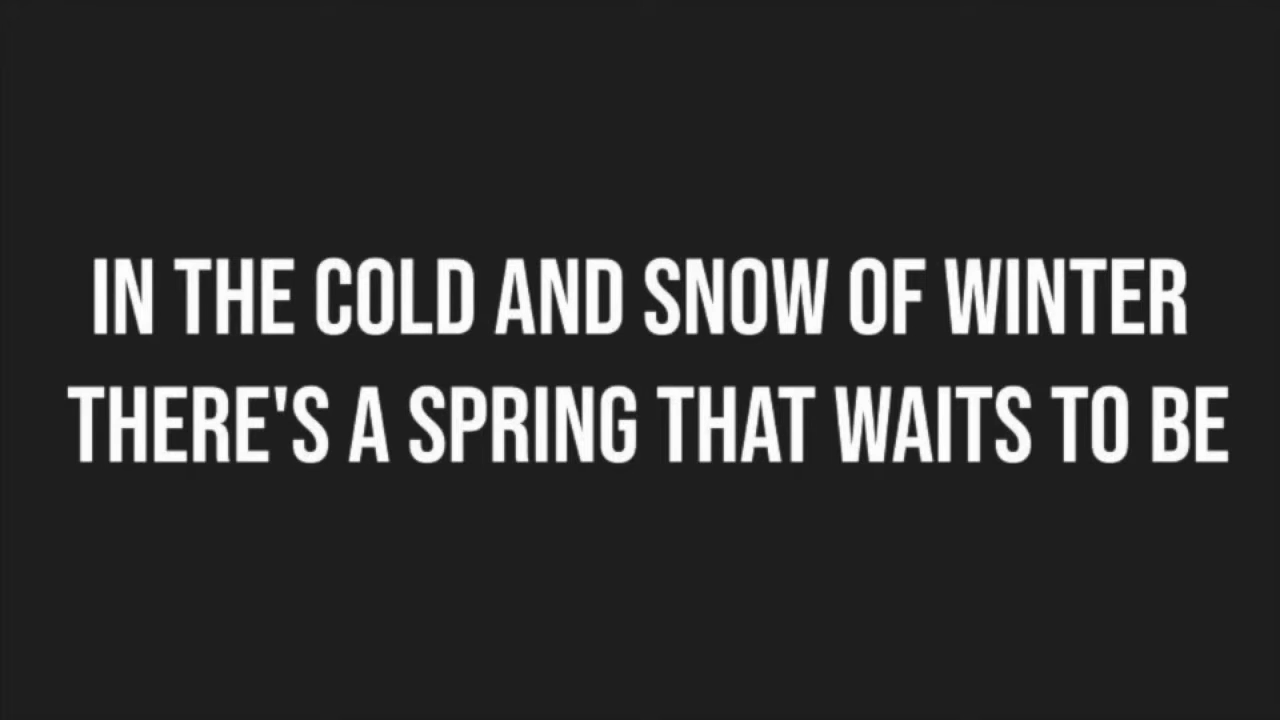 IN THE COLD AND SNOW OF WINTER
THERE'S A SPRING THAT WAITS TO BE